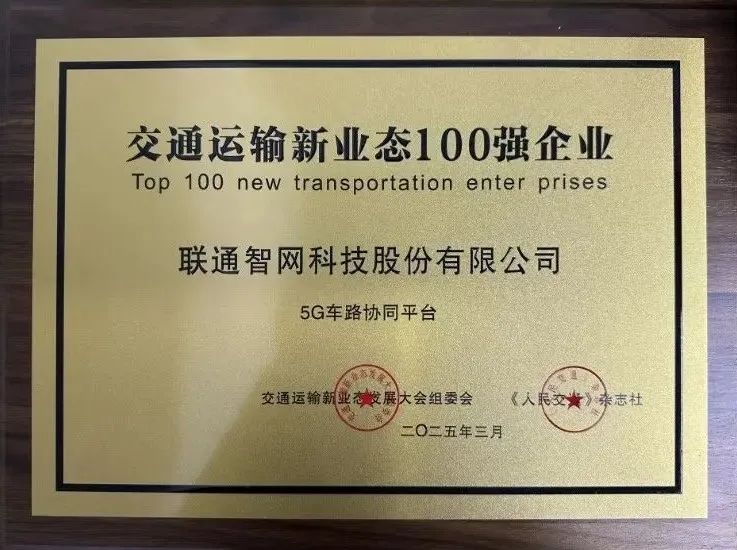 交通运输新业态100强企业
Top 100 new transportation enter prises
联通智网科技股份有限公司
5G车路协同平台
交通运输新业态发展大会组委会 《人民交通》杂志社
二〇二五年三月